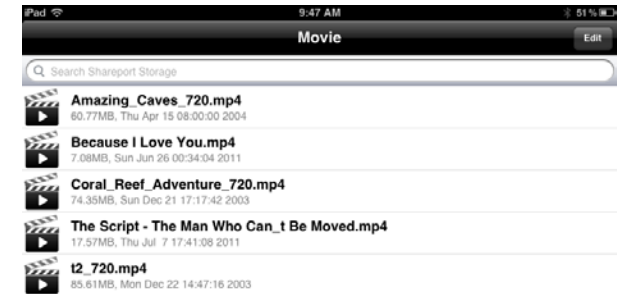 iPad 9:47 AM 51%
Movie Edit
Search Shareport Storage
Amazing_Caves_720.mp4
60.77MB, Thu Apr 15 08:00:00 2004
Because I Love You.mp4
7.08MB, Sun Jun 26 00:34:04 2011
Coral_Reef_Adventure_720.mp4
74.35MB, Sun Dec 21 17:17:42 2003
The Script - The Man Who Can_t Be Moved.mp4
17.57MB, Thu Jul 7 17:41:08 2011
t2_720.mp4
85.61MB, Mon Dec 22 14:47:16 2003